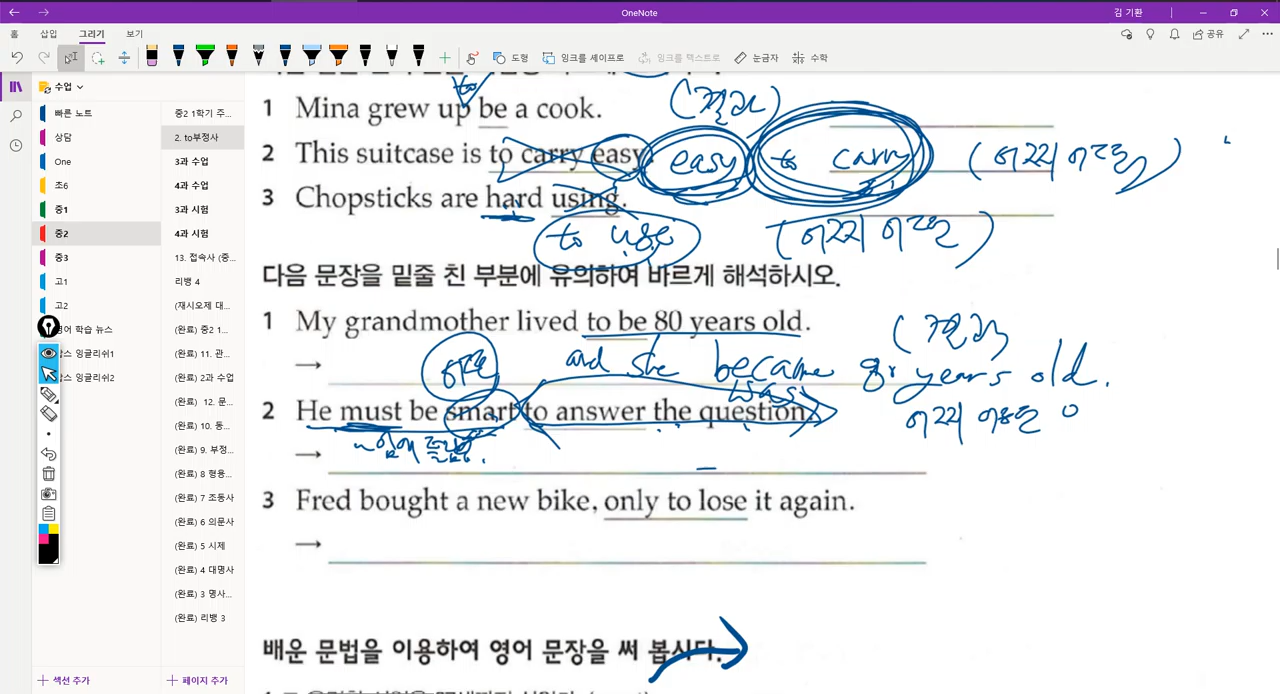 OneNote
김 기환
홈 삽입 그리기 보기
공유
도형 잉크를 셰이프로 잉크를 텍스트로 눈금자 수학
수업
빠른 노트
상담
One
초6
중1
중2
중3
고1
고2
영어 학습 뉴스
잉글리쉬1
잉글리쉬2
섹션 추가
중2 1학기 주...
2. to부정사
3과 수업
4과 수업
3과 시험
4과 시험
13. 접속사 (중...
리뱅 4
(재시오제 대...
(완료) 중2 1...
(완료) 11. 관...
(완료) 2과 수업
(완료) 12. 문...
(완료) 10. 동...
(완료) 9. 부정...
(완료) 8 형용...
(완료) 7 조동사
(완료) 6 의문사
(완료) 5 시제
(완료) 4 대명사
(완료) 3 명사...
(완료) 리뱅 3
페이지 추가
to
1 Mina grew up be a cook. (결과)
2 This suitcase is to carry easy. easy to carry
3 Chopsticks are hard using.
to use
다음 문장을 밑줄 친 부분에 유의하여 바르게 해석하시오.
1 My grandmother lived to be 80 years old. (결과)
→ and she became 8 years old.
was
2 He must be smart to answer the question.
→
3 Fred bought a new bike, only to lose it again.
→
배운 문법을 이용하여 영어 문장을 써 봅시다.